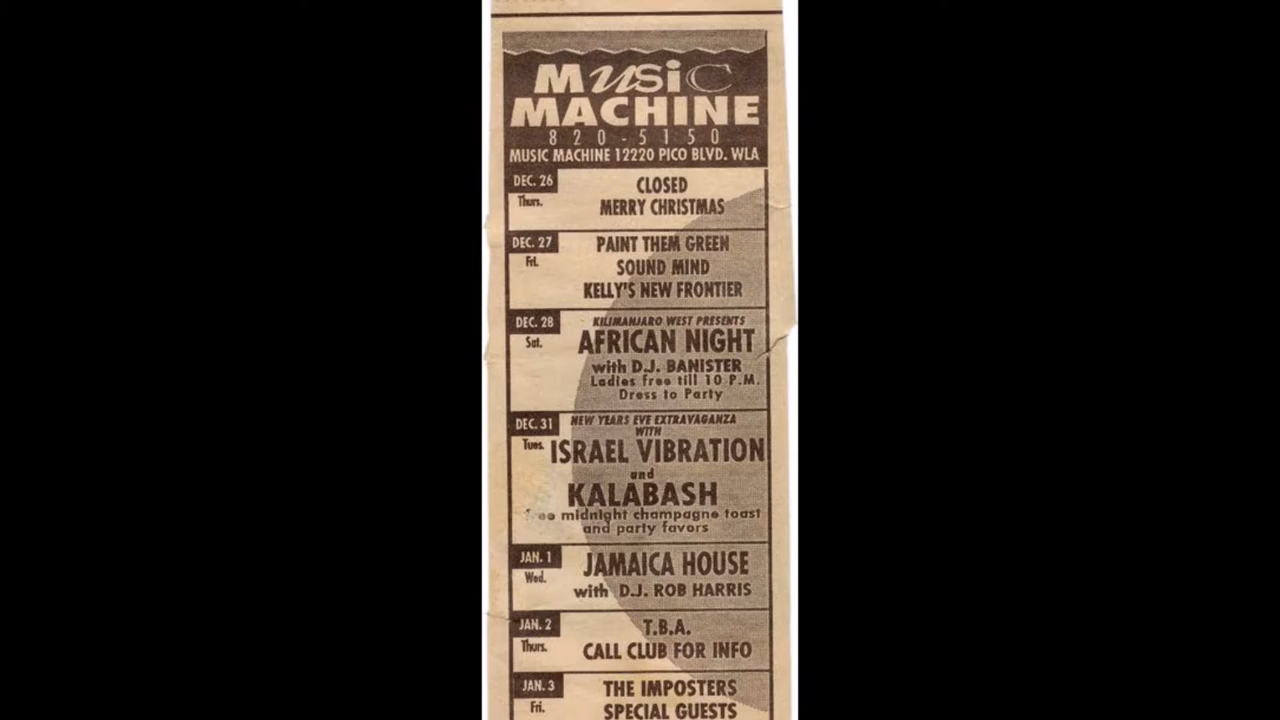 Music
MACHINE
820-5150
MUSIC MACHINE 12220 PICO BLVD. WLA
DEC. 26
Thurs.
CLOSED
MERRY CHRISTMAS
DEC. 27
Fri.
PAINT THEM GREEN
SOUND MIND
KELLY'S NEW FRONTIER
DEC. 28
Sat.
KILIMANJARO WEST PRESENTS
AFRICAN NIGHT
with D.J. BANISTER
Ladies free till 10 P.M.
Dress to Party
DEC. 31
Tues.
NEW YEARS EVE EXTRAVAGANZA
WITH
ISRAEL VIBRATION
and
KALABASH
free midnight champagne toast
and party favors
JAN. 1
Wed.
JAMAICA HOUSE
with D.J. ROB HARRIS
JAN. 2
Thurs.
T.B.A.
CALL CLUB FOR INFO
JAN. 3
Fri.
THE IMPOSTERS
SPECIAL GUESTS